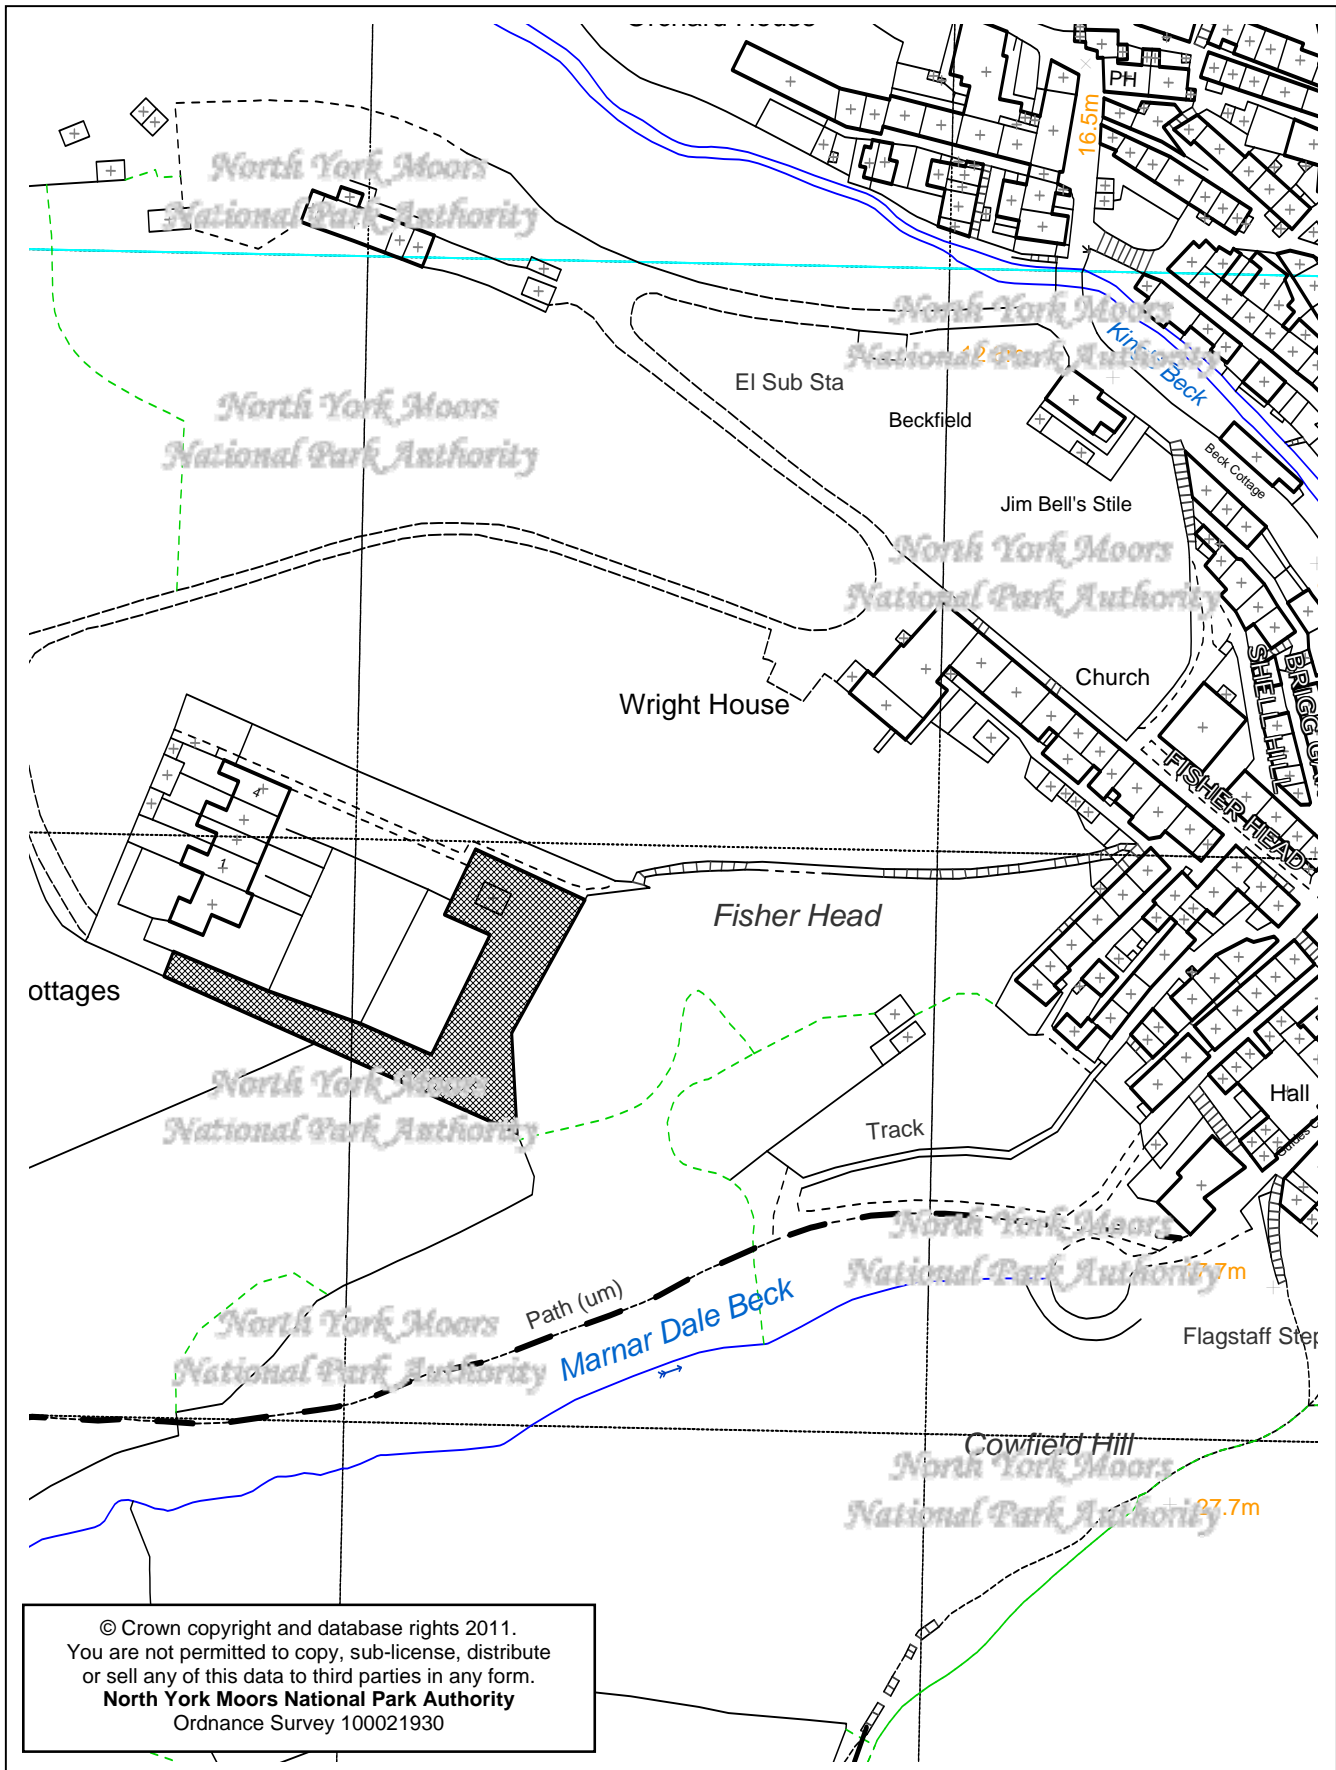 PH
16.5m
North York Moors
National Park Authority
North York Moors
National Park Authority
King's Beck
El Sub Sta
Beckfield
North York Moors
National Park Authority
Beck Cottage
Jim Bell's Stile
North York Moors
National Park Authority
SHELL HILL
Church
Wright House
FISHER HEAD
4
1
Fisher Head
ottages
North York Moors
National Park Authority
Hall
Track
North York Moors
National Park Authority
7.7m
Path (um)
Marnar Dale Beck
North York Moors
National Park Authority
Flagstaff Step
Cowfield Hill
North York Moors
National Park Authority
27.7m
© Crown copyright and database rights 2011.
You are not permitted to copy, sub-license, distribute
or sell any of this data to third parties in any form.
North York Moors National Park Authority
Ordnance Survey 100021930